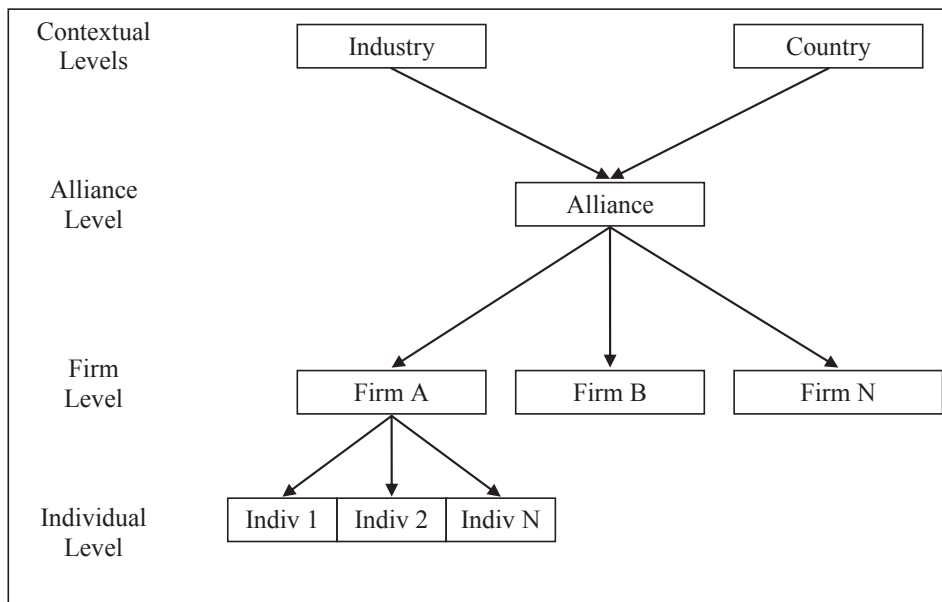 Contextual
Levels
Industry
Country
Alliance
Level
Alliance
Firm
Level
Firm A
Firm B
Firm N
Individual
Level
Indiv 1
Indiv 2
Indiv N